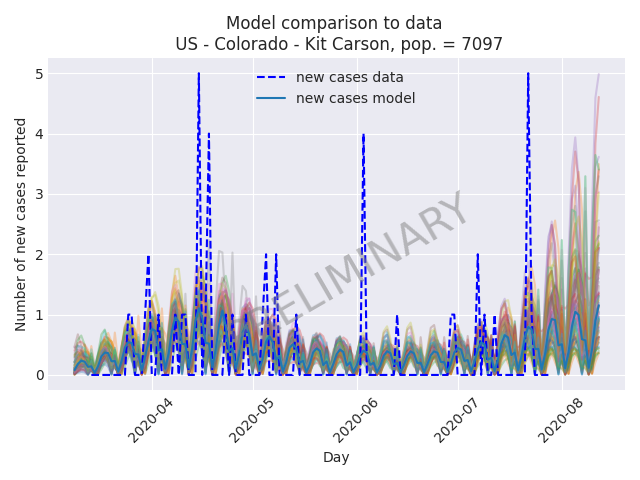 Model comparison to data
US - Colorado - Kit Carson, pop. = 7097
new cases data
new cases model
Number of new cases reported
5
4
3
2
1
0
PRELIMINARY
2020-04
2020-05
2020-06
2020-07
2020-08
Day